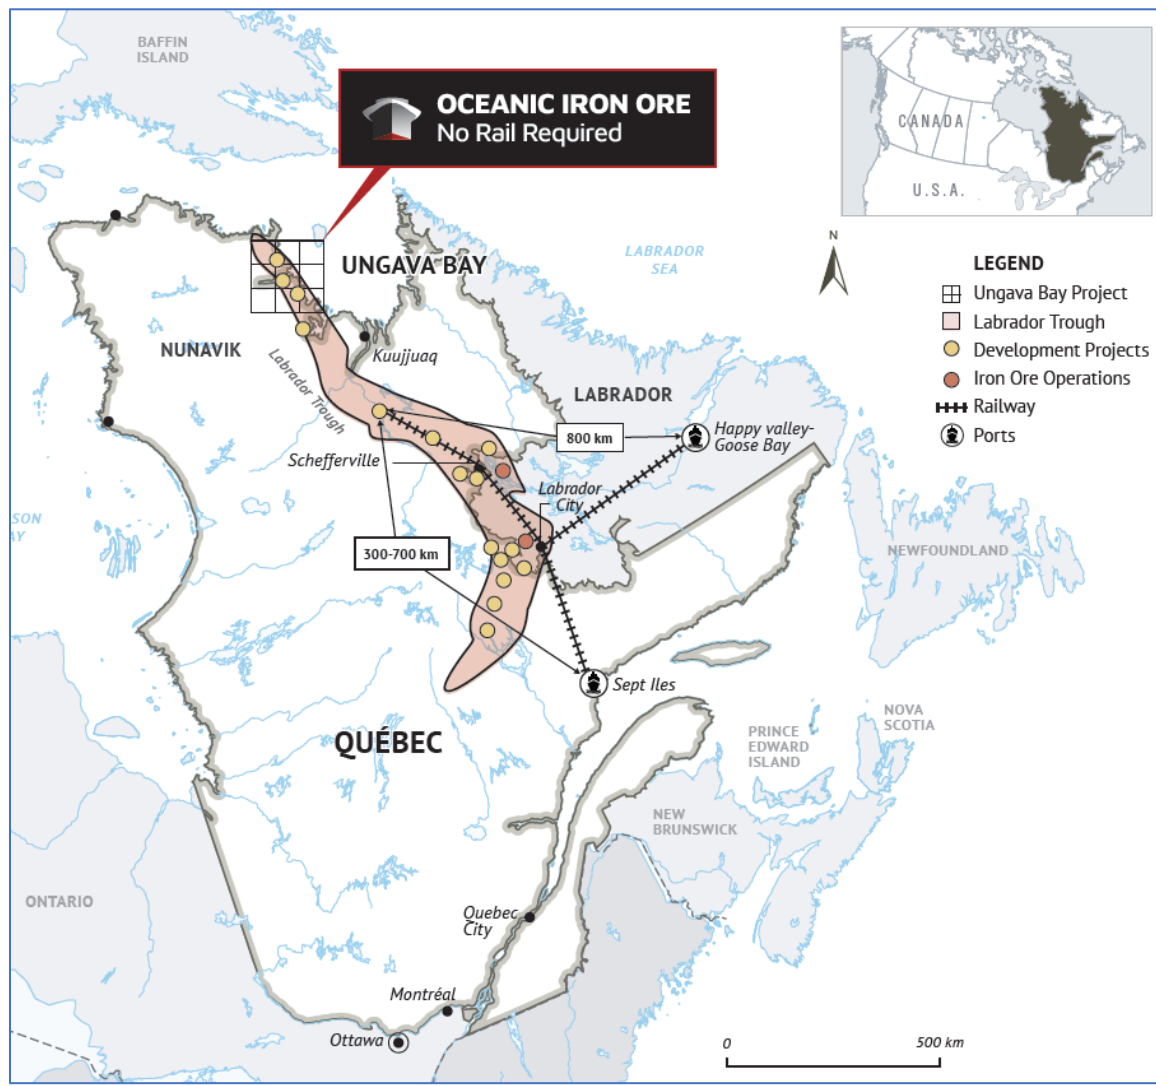 BAFFIN
ISLAND
OCEANIC IRON ORE
No Rail Required
CANADA
U.S.A.
N
LABRADOR
SEA
LEGEND
Ungava Bay Project
Labrador Trough
Development Projects
Iron Ore Operations
Railway
Ports
UNGAVA BAY
NUNAVIK
Kuujjuaq
Labrador Trough
LABRADOR
800 km
Happy valley-
Goose Bay
Schefferville
Labrador
City
SON
AY
300-700 km
NEWFOUNDLAND
Sept Iles
QUÉBEC
NOVA
SCOTIA
PRINCE
EDWARD
ISLAND
NEW
BRUNSWICK
ONTARIO
Quebec
City
Montréal
Ottawa
0
500 km